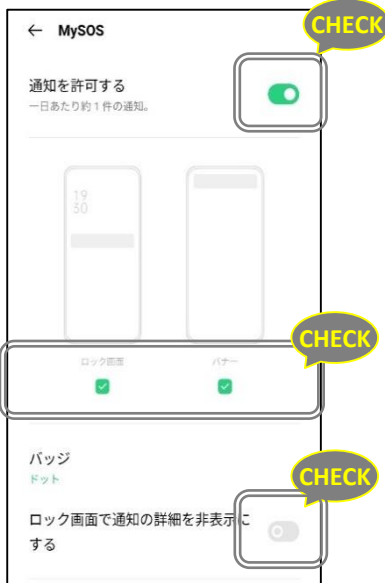 ← MySOS
CHECK
通知を許可する
一日あたり約1件の通知。
19
50
CHECK
ロック画面
バナー
バッジ
ドット
CHECK
ロック画面で通知の詳細を非表示に
する